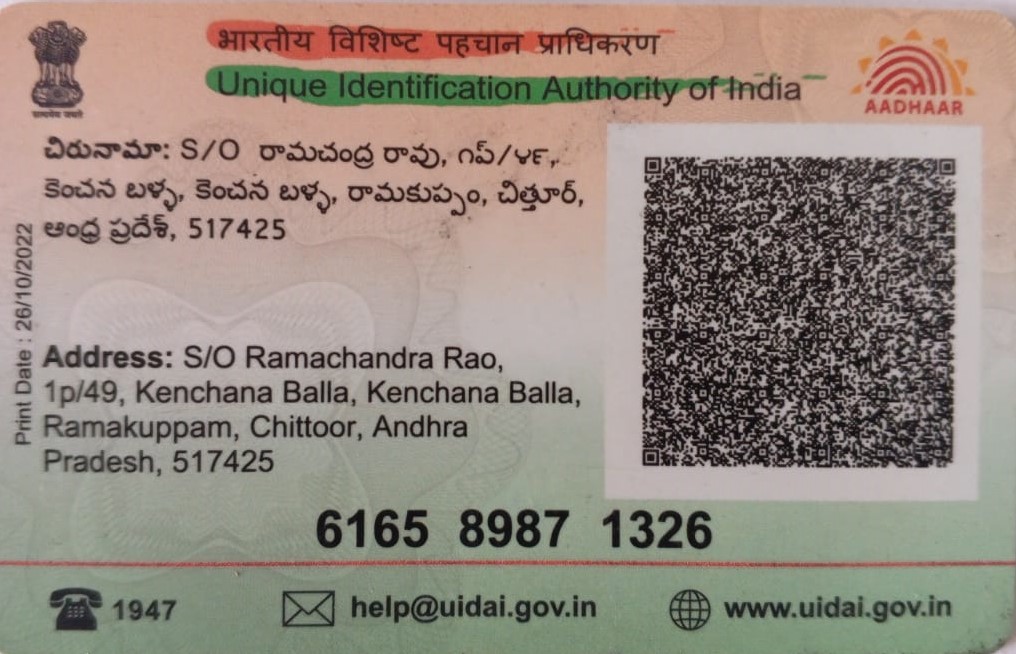 भारतीय विशिष्ट पहचान प्राधिकरण
Unique Identification Authority of India
AADHAAR
చిరునామా: S/O రామచంద్ర రావు, ౧ప్/౪౯,
కెంచన బళ్ళ, కెంచన బళ్ళ, రామకుప్పం, చిత్తూర్,
ఆంధ్ర ప్రదేశ్, 517425
Print Date : 26/10/2022
Address: S/O Ramachandra Rao,
1p/49, Kenchana Balla, Kenchana Balla,
Ramakuppam, Chittoor, Andhra
Pradesh, 517425
6165 8987 1326
1947
help@uidai.gov.in
www.uidai.gov.in